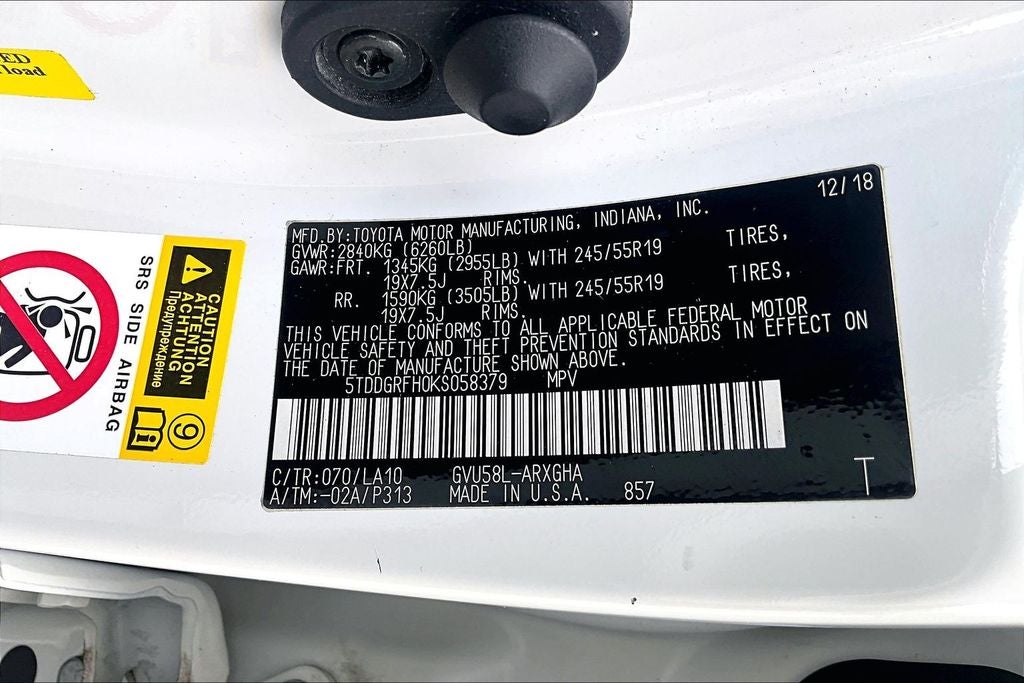 ED
load
SRS SIDE AIRBAG
CAUTION
ATTENTION
ACHTUNG
Предупреждение
i
9
12/18
MFD.BY:TOYOTA MOTOR MANUFACTURING, INDIANA, INC.
GVWR:2840KG (6260LB)
GAWR:FRT. 1345KG (2955LB) WITH 245/55R19 TIRES,
19X7.5J RIMS.
RR. 1590KG (3505LB) WITH 245/55R19 TIRES,
19X7.5J RIMS.
THIS VEHICLE CONFORMS TO ALL APPLICABLE FEDERAL MOTOR
VEHICLE SAFETY AND THEFT PREVENTION STANDARDS IN EFFECT ON
THE DATE OF MANUFACTURE SHOWN ABOVE.
5TDDGRFH0KS058379 MPV
C/TR:070/LA10 GVU58L-ARXGHA
A/TM:-02A/P313 MADE IN U.S.A. 857 T